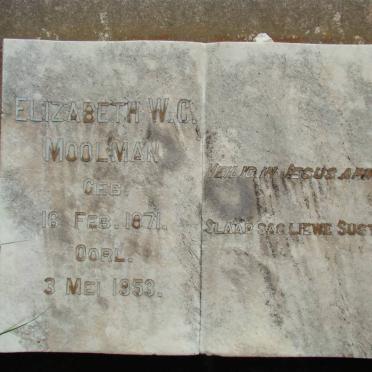 ELIZABETH W.C.
MOOLMAN
GEB.
16 FEB. 1871.
OORL.
3 MEI 1953.
VEILIG IN JESUS ARM
SLAAP SAG LIEWE SUST